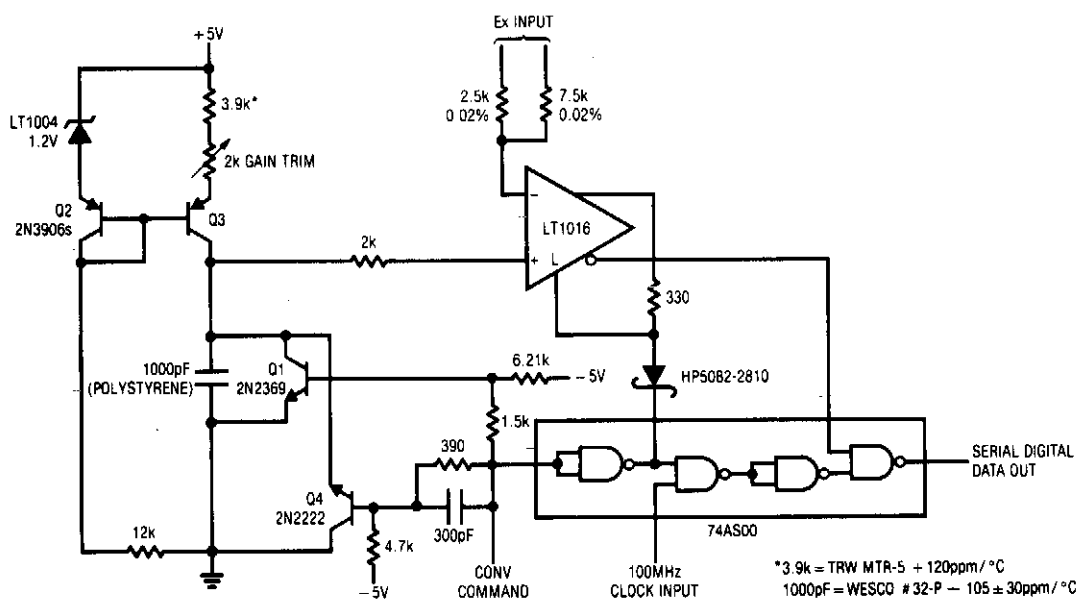 Ex INPUT
+5V
2.5k
0.02%
7.5k
0.02%
3.9k*
LT1004
1.2V
2k GAIN TRIM
Q2
2N3906s
Q3
2k
−
LT1016
+ L
330
1000pF
(POLYSTYRENE)
Q1
2N2369
6.21k
−5V
HP5082-2810
1.5k
390
SERIAL DIGITAL
DATA OUT
Q4
2N2222
300pF
74AS00
12k
4.7k
−5V
CONV
COMMAND
100MHz
CLOCK INPUT
*3.9k = TRW MTR-5 + 120ppm/°C
1000pF = WESCO #32-P − 105 ± 30ppm/°C